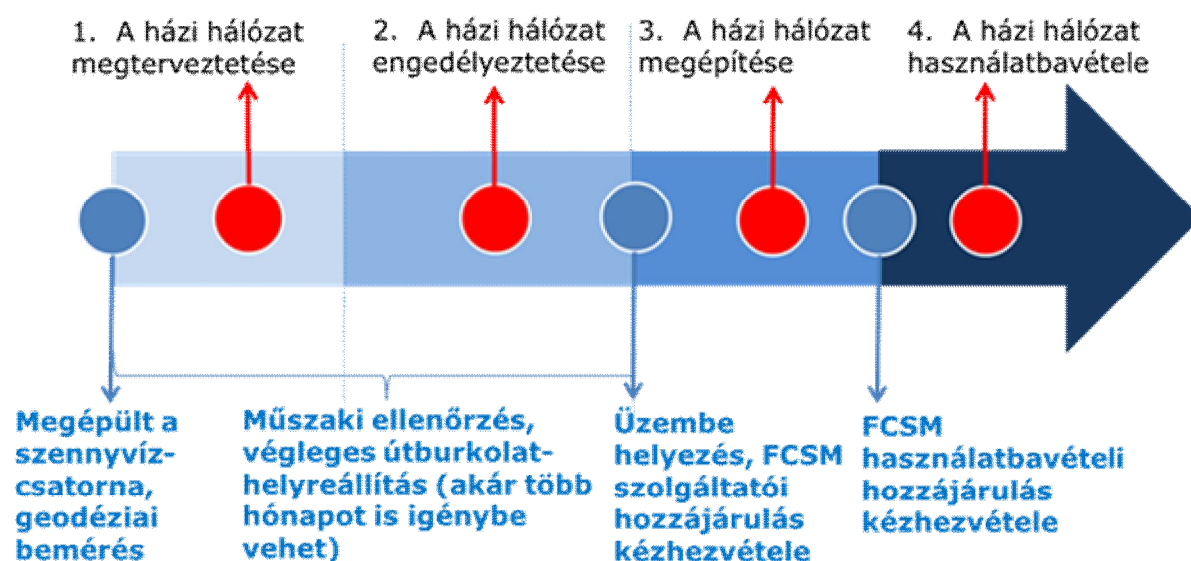 1. A házi hálózat
megterveztetése
2. A házi hálózat
engedélyeztetése
3. A házi hálózat
megépítése
4. A házi hálózat
használatbavétele
Megépült a
szennyvíz-
csatorna,
geodéziai
bemérés
Műszaki ellenőrzés,
végleges útburkolat-
helyreállítás (akár több
hónapot is igénybe
vehet)
Üzembe
helyezés, FCSM
szolgáltatói
hozzájárulás
kézhezvétele
FCSM
használatbavételi
hozzájárulás
kézhezvétele